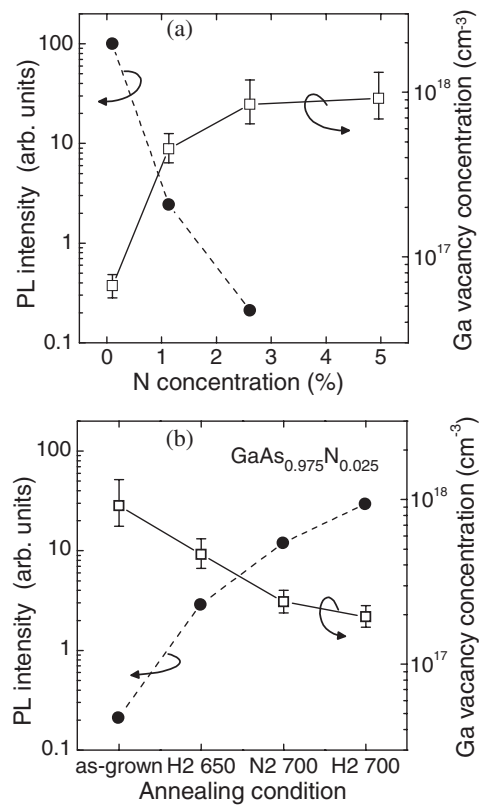 (a)
100
10
1
0.1
PL intensity (arb. units)
10^18
10^17
Ga vacancy concentration (cm^-3)
0 1 2 3 4 5
N concentration (%)
(b)
GaAs_0.975N_0.025
100
10
1
0.1
PL intensity (arb. units)
10^18
10^17
Ga vacancy concentration (cm^-3)
as-grown H2 650 N2 700 H2 700
Annealing condition